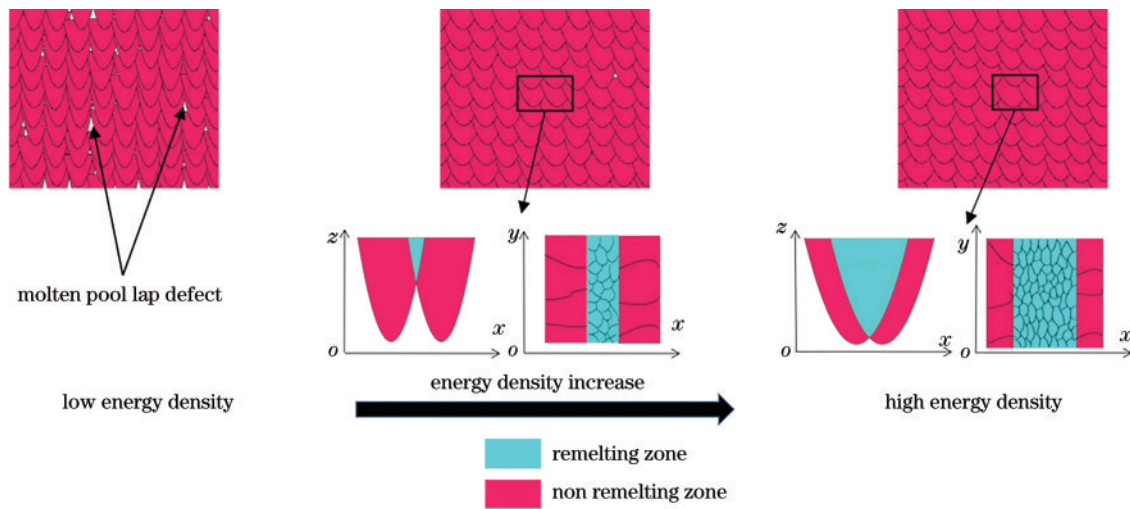 molten pool lap defect
z
o
x
y
o
x
z
o
x
y
o
x
low energy density
energy density increase
high energy density
remelting zone
non remelting zone